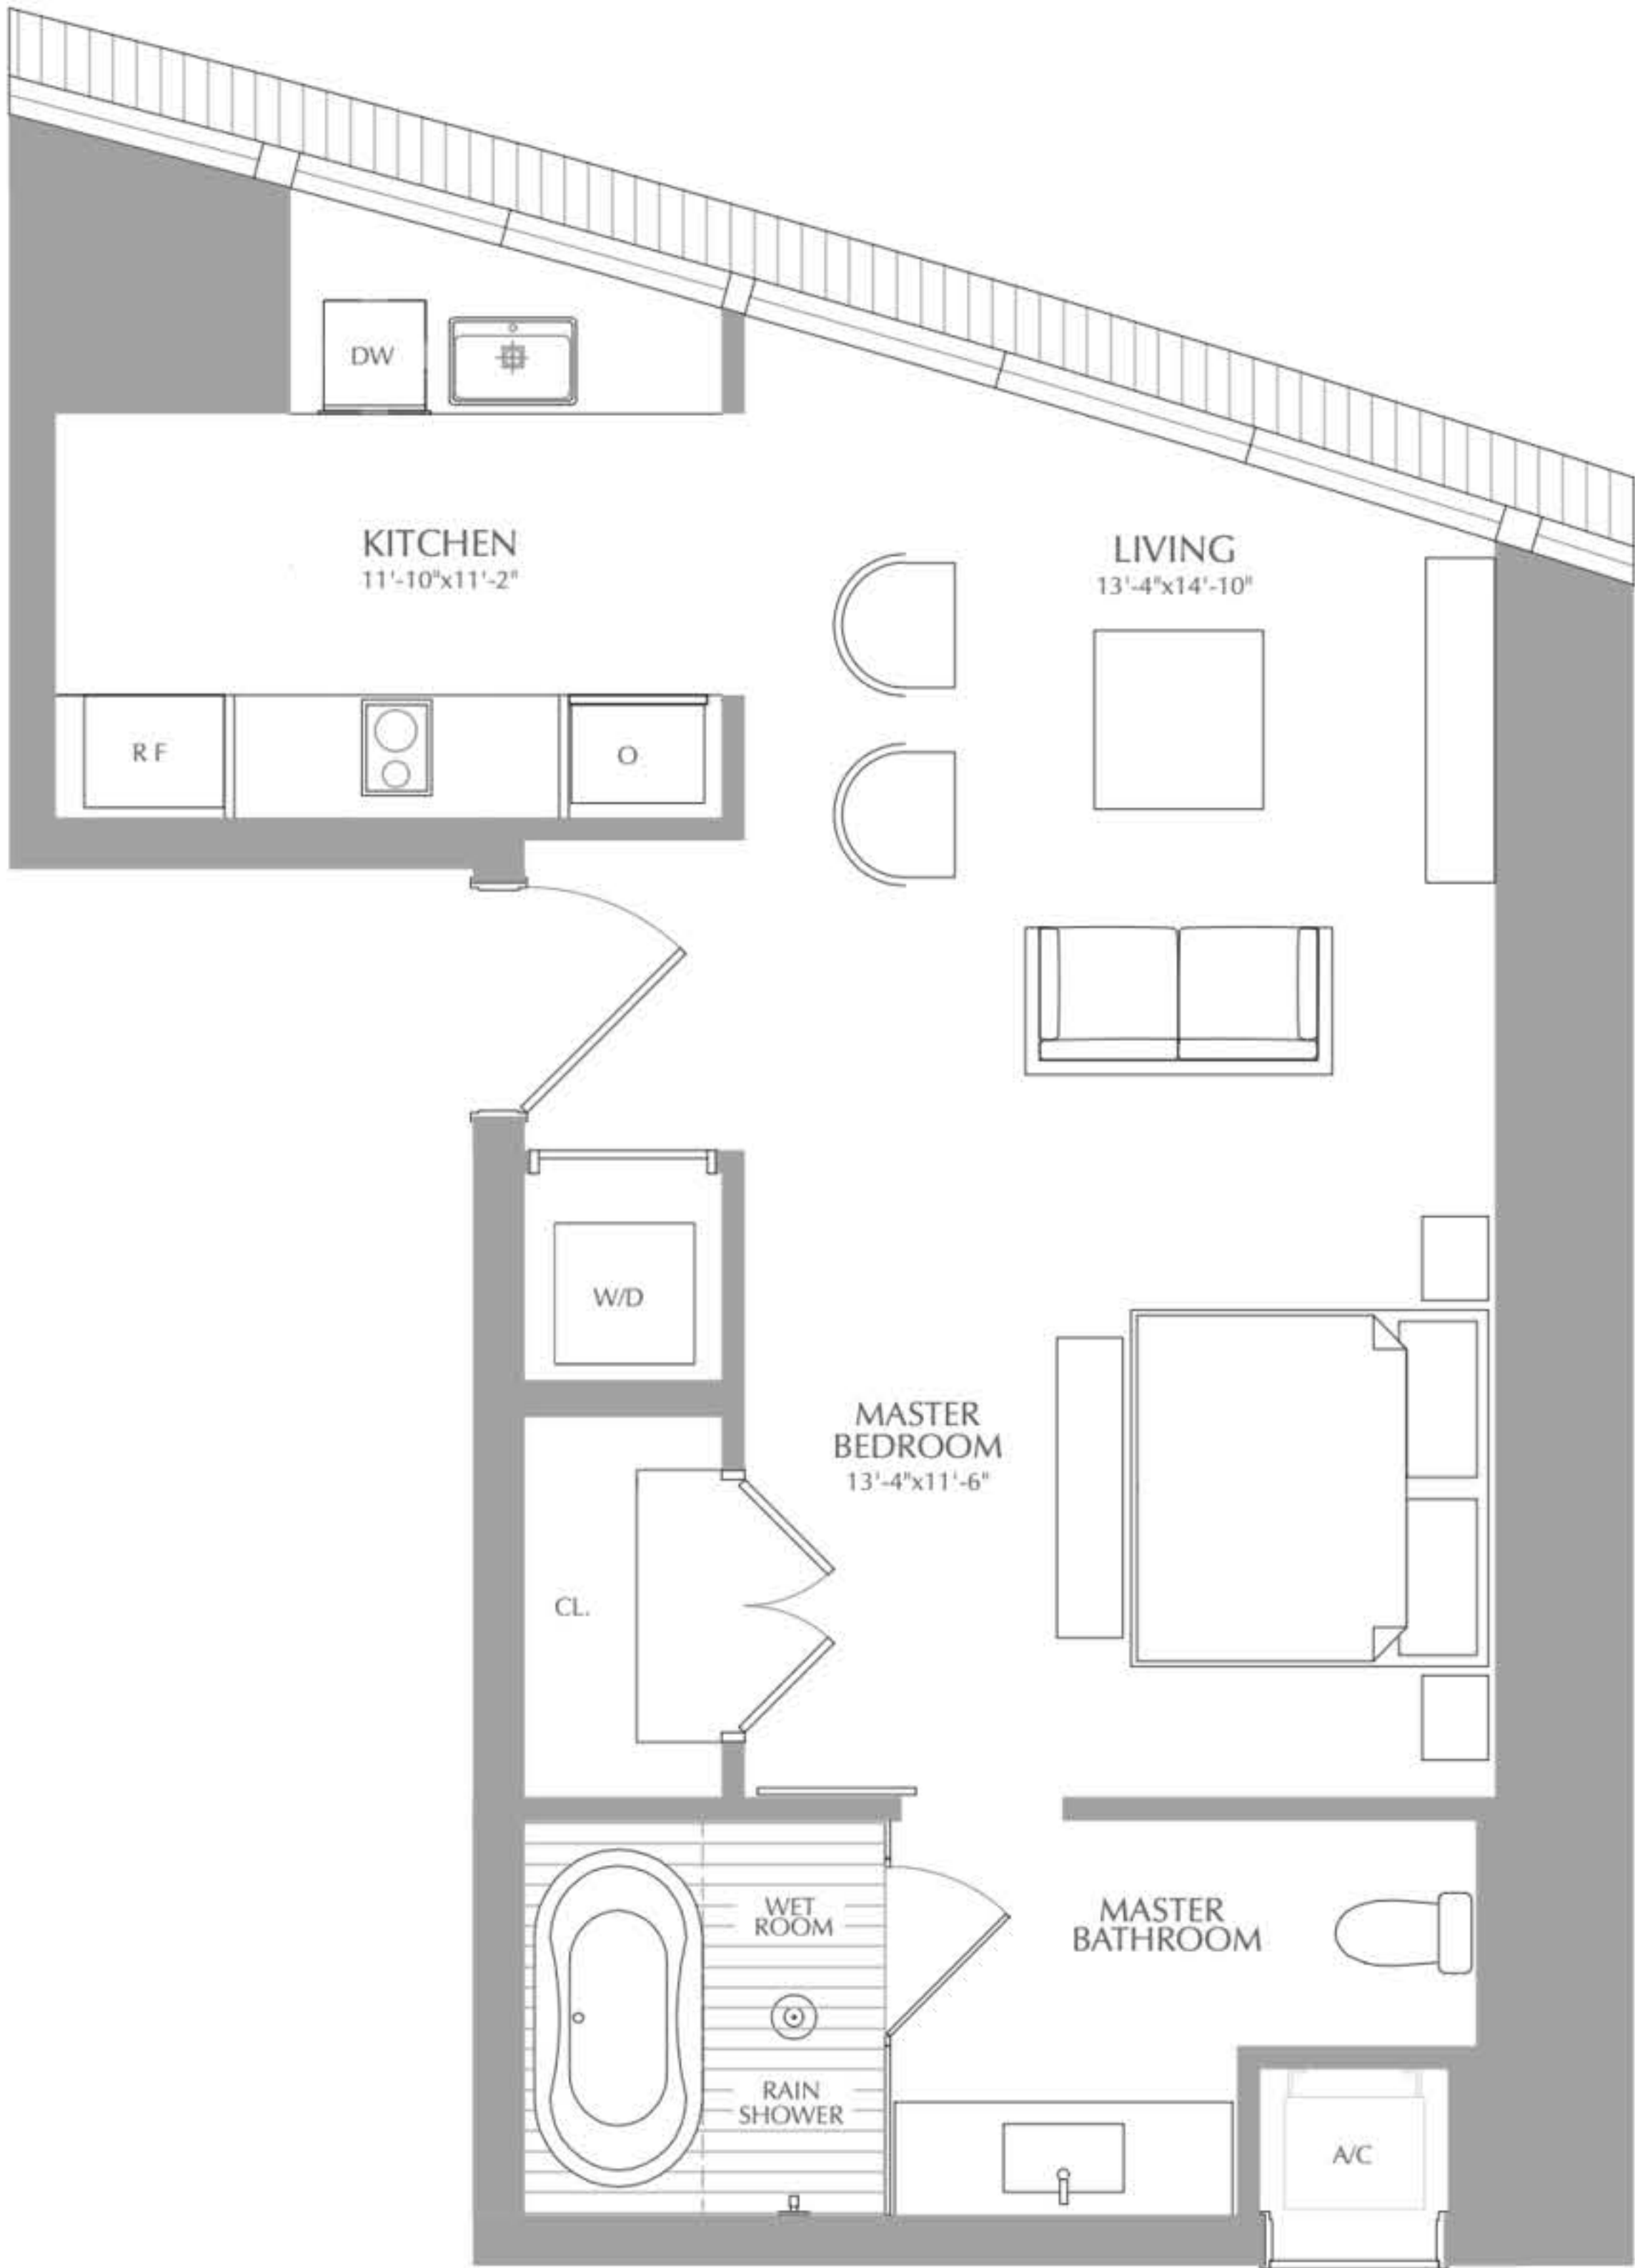 DW
KITCHEN
11'-10"x11'-2"
LIVING
13'-4"x14'-10"
R F
O
W/D
MASTER
BEDROOM
13'-4"x11'-6"
CL.
WET
ROOM
MASTER
BATHROOM
RAIN
SHOWER
A/C